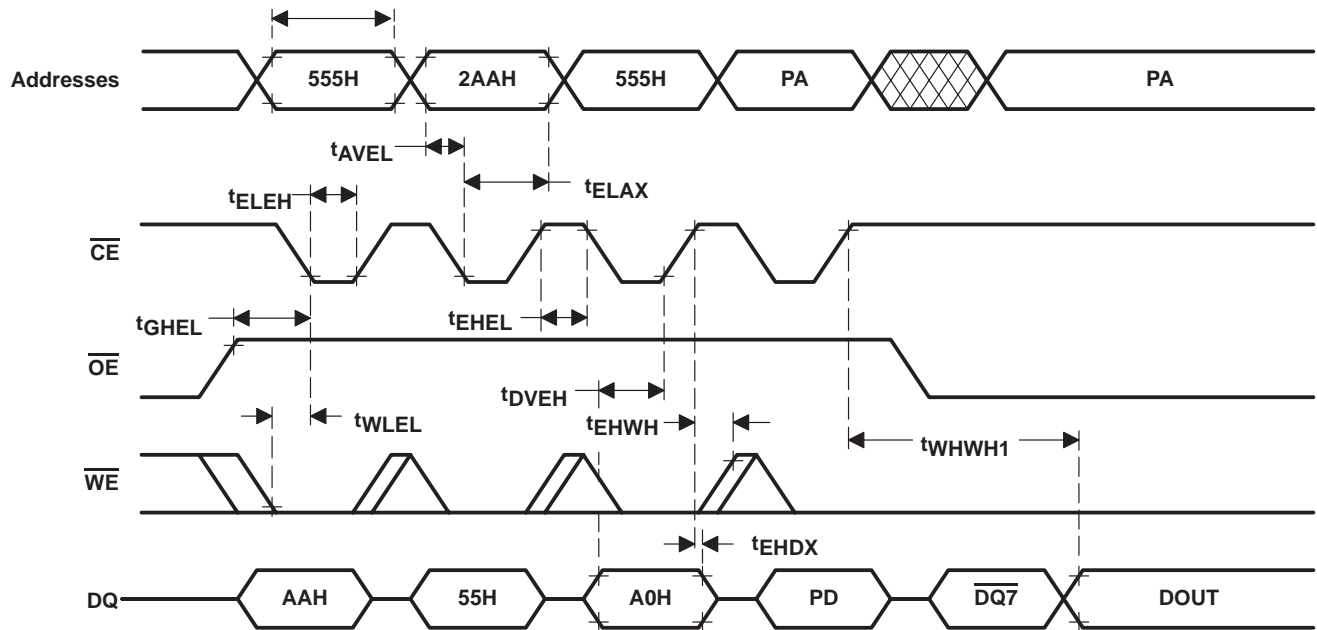 Addresses 555H 2AAH 555H PA PA
tAVEL
tELAX
tELEH
CE
tGHEL tEHEL
OE
tDVEH
tWLEL tEHWH
tWHWH1
WE
tEHDX
DQ AAH 55H A0H PD DQ7 DOUT